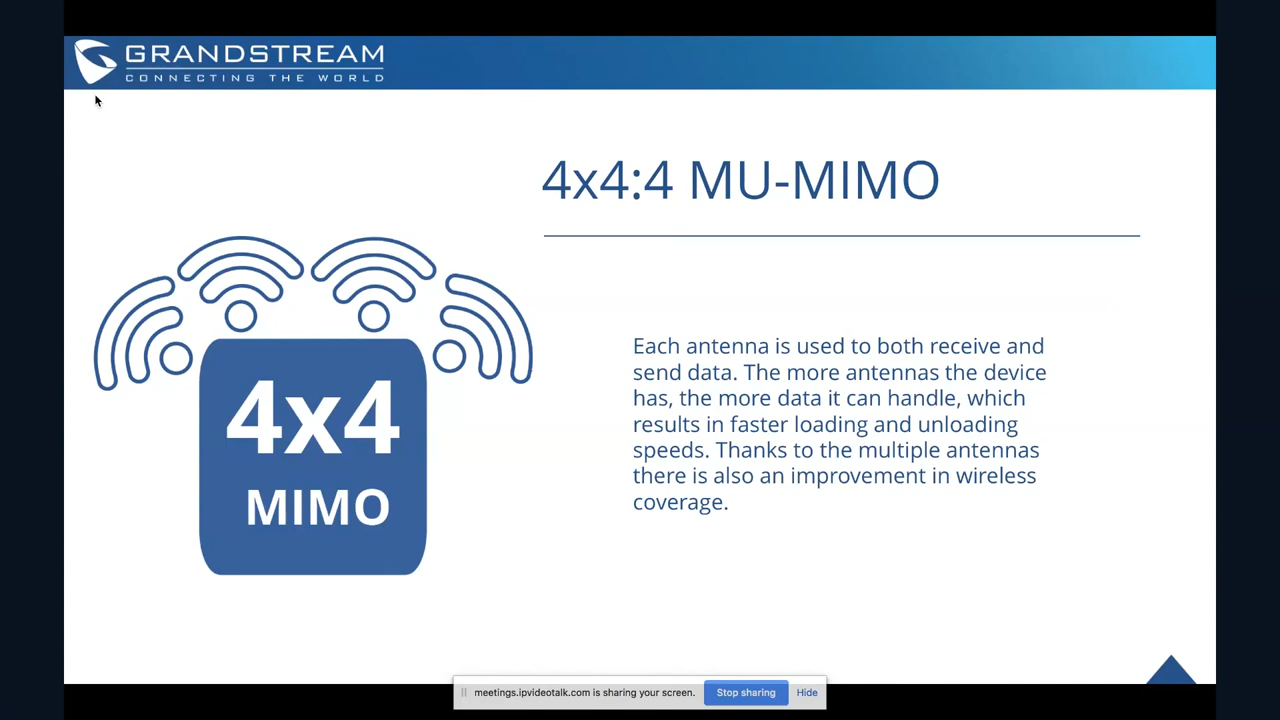 GRANDSTREAM
CONNECTING THE WORLD
4x4:4 MU-MIMO
4x4
MIMO
Each antenna is used to both receive and
send data. The more antennas the device
has, the more data it can handle, which
results in faster loading and unloading
speeds. Thanks to the multiple antennas
there is also an improvement in wireless
coverage.
meetings.ipvideotalk.com is sharing your screen. Stop sharing Hide